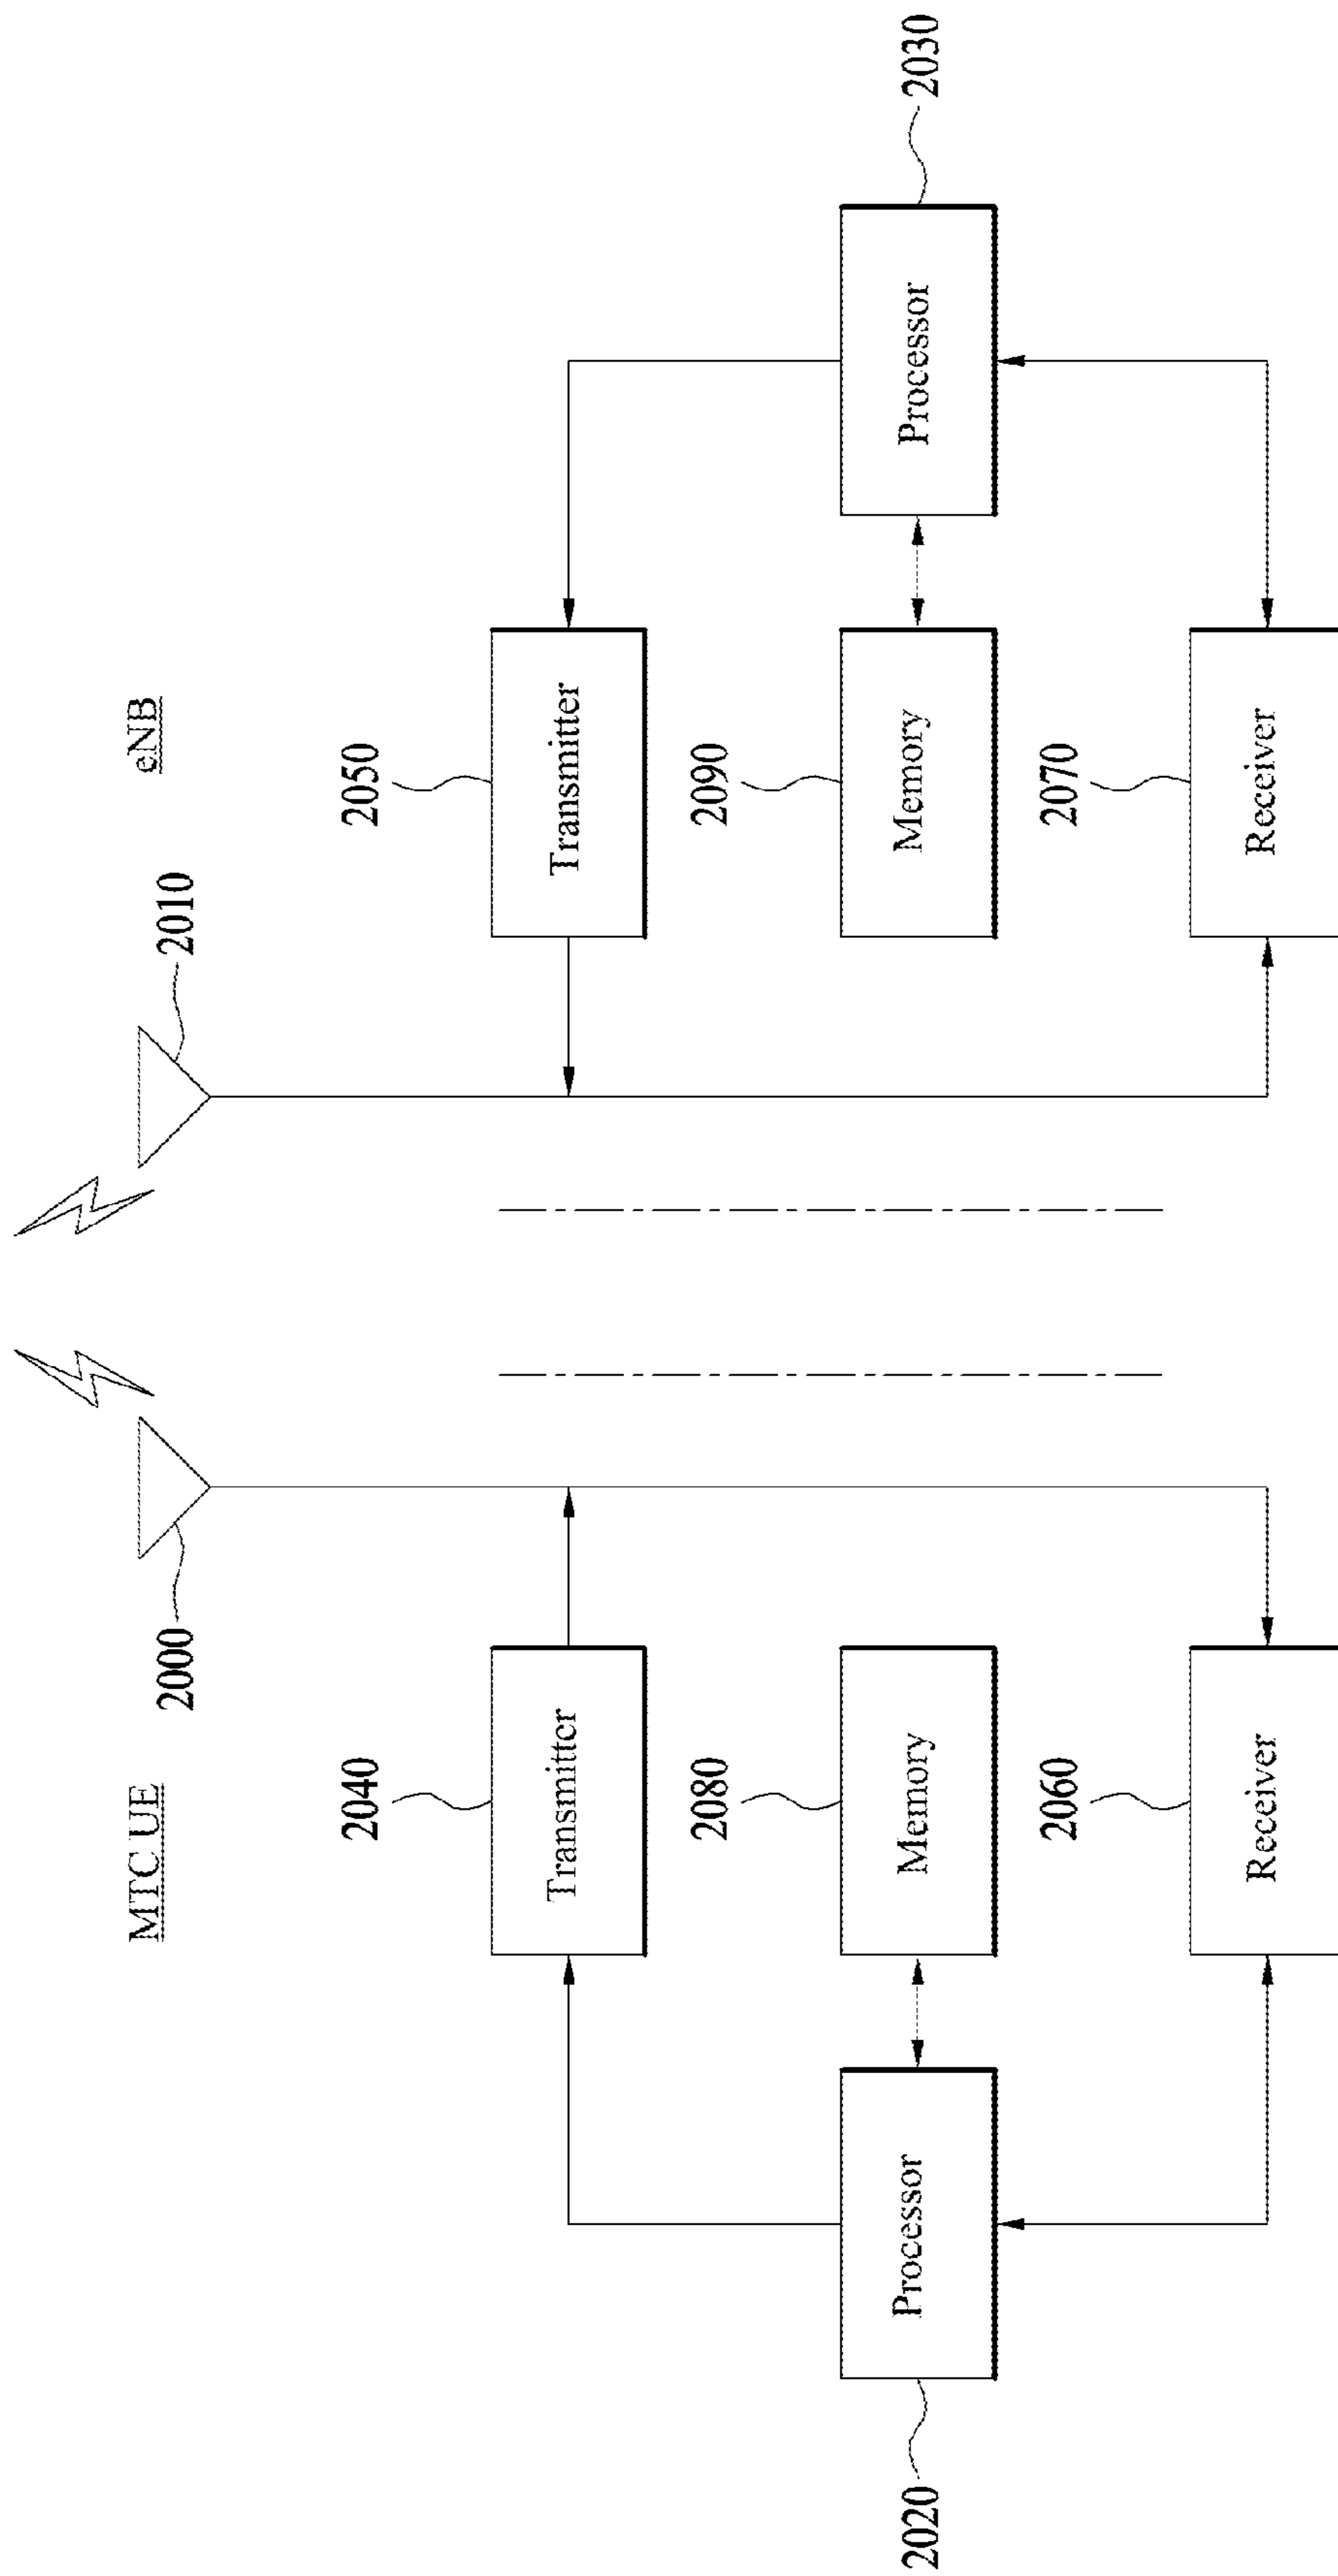 MTC UE
eNB
2000
2010
2040
2050
Transmitter
Transmitter
2020
Processor
2080
Memory
2090
Memory
Processor
2030
2060
2070
Receiver
Receiver